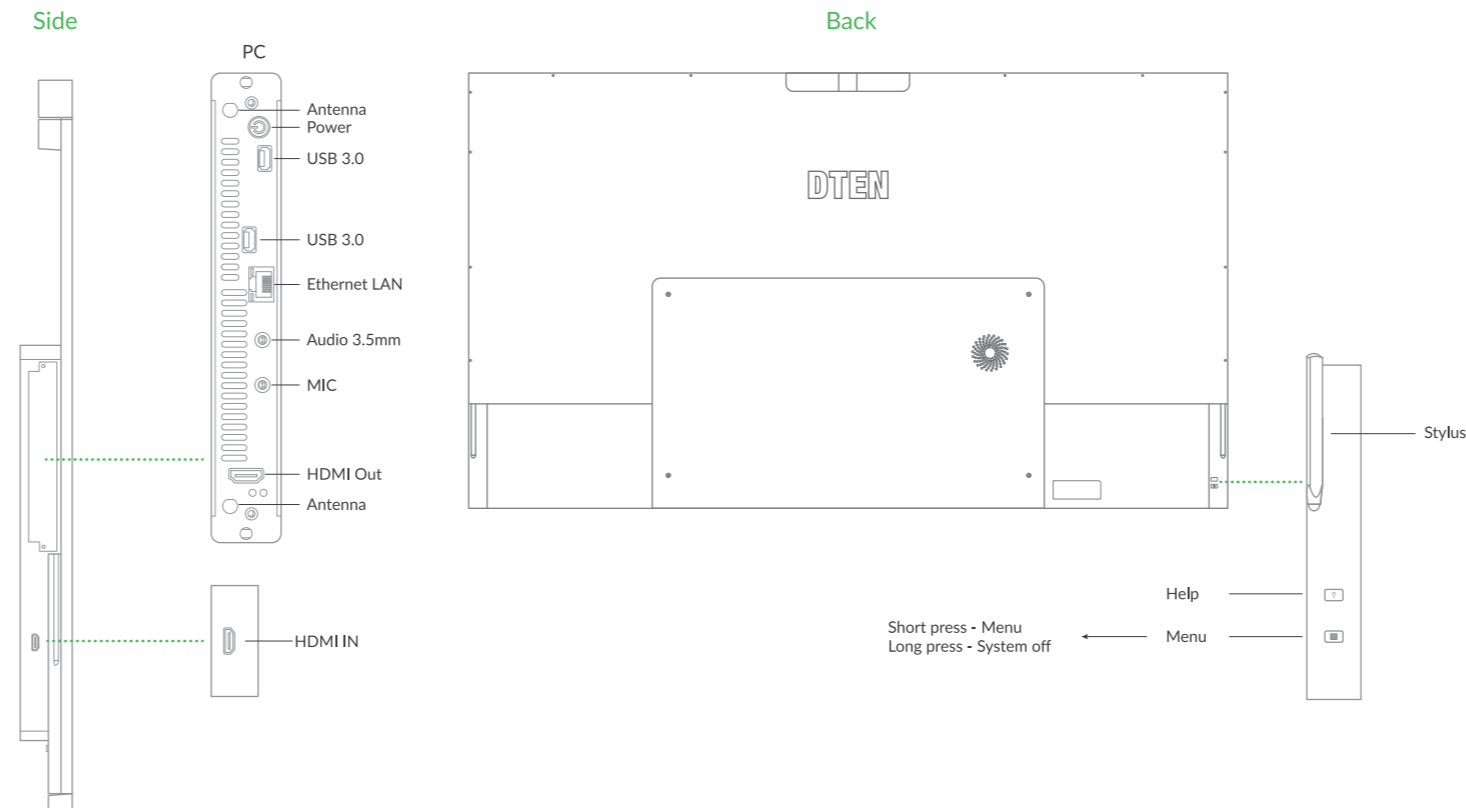 Side
Back
PC
Antenna
Power
USB 3.0
USB 3.0
Ethernet LAN
Audio 3.5mm
MIC
HDMI Out
Antenna
HDMI IN
DTEN
Stylus
Help
?
Short press - Menu
Long press - System off
Menu